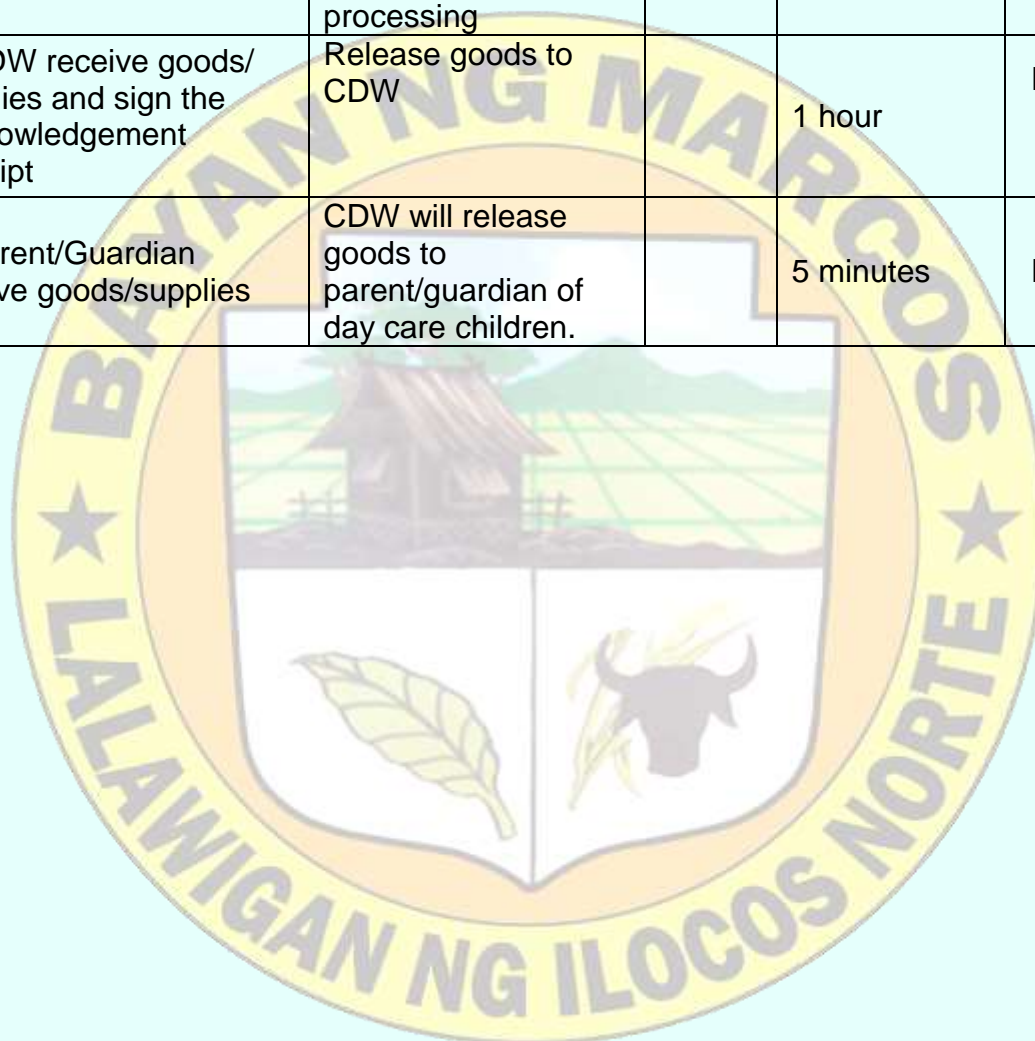 processing
DW receive goods/
lies and sign the
owledgement
ipt
Release goods to
CDW
1 hour
rent/Guardian
ve goods/supplies
CDW will release
goods to
parent/guardian of
day care children.
5 minutes
BAYAN NG MARCOS
LALAWIGAN NG ILOCOS NORTE